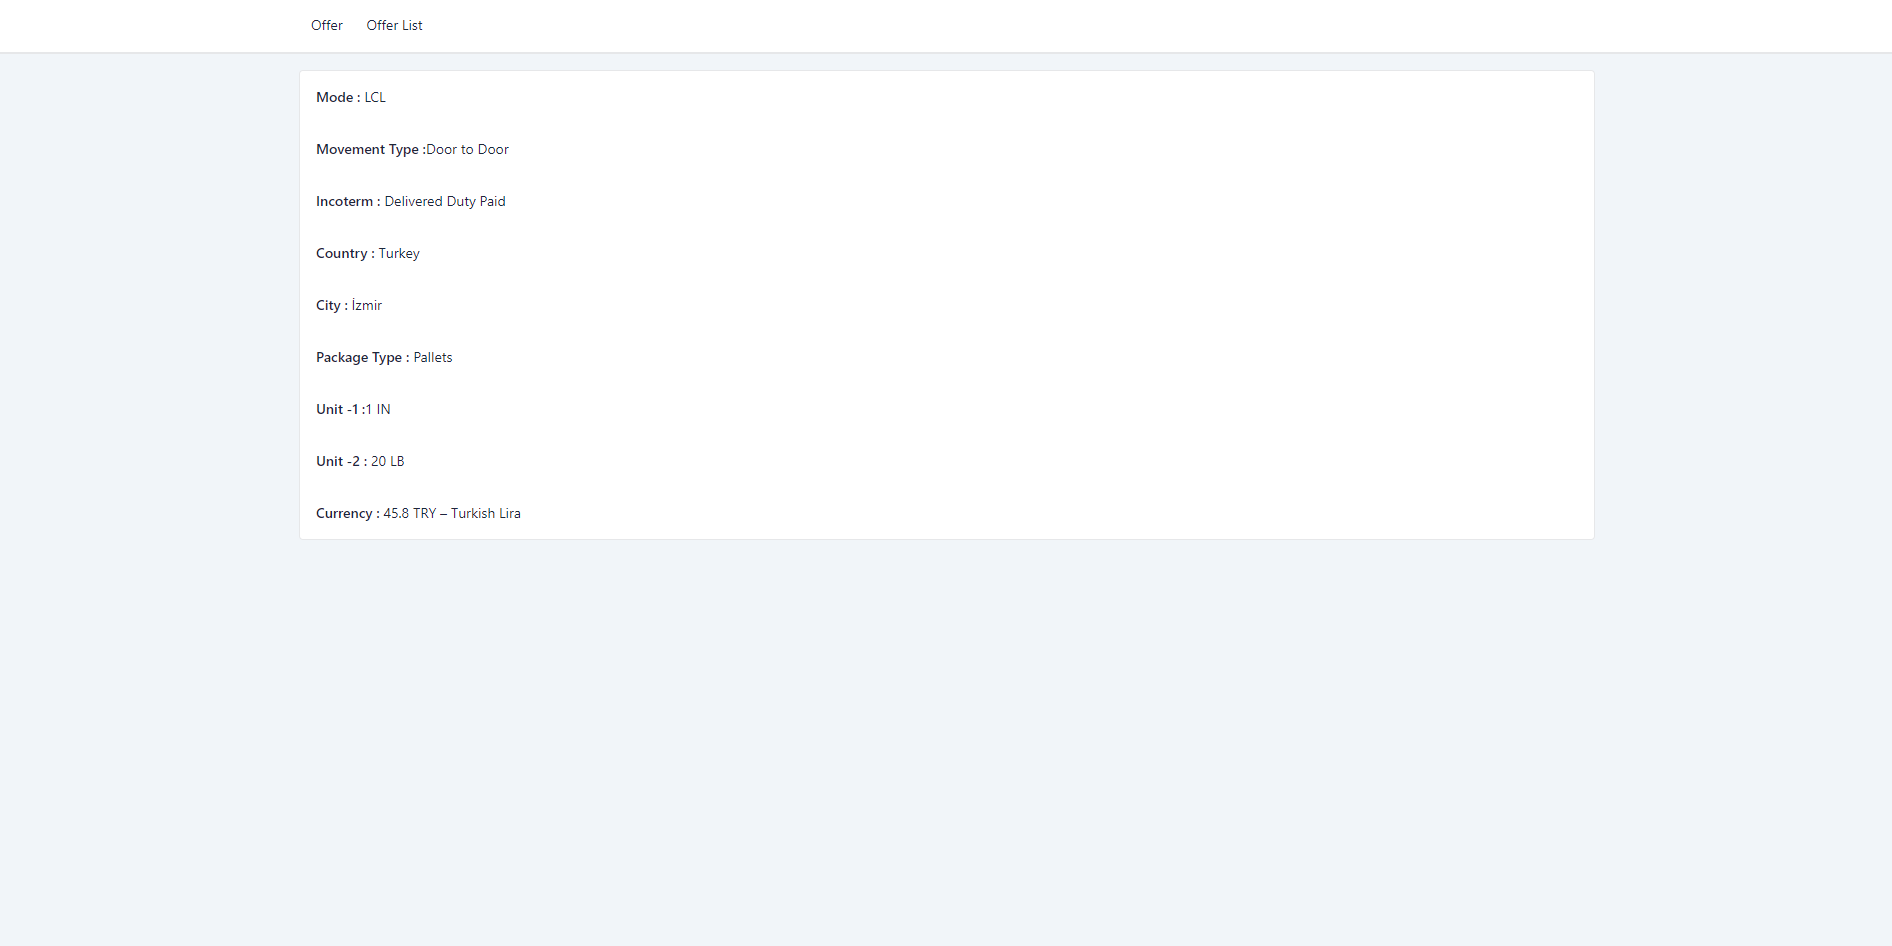 Offer Offer List
Mode : LCL
Movement Type :Door to Door
Incoterm : Delivered Duty Paid
Country : Turkey
City : İzmir
Package Type : Pallets
Unit -1 :1 IN
Unit -2 : 20 LB
Currency : 45.8 TRY – Turkish Lira